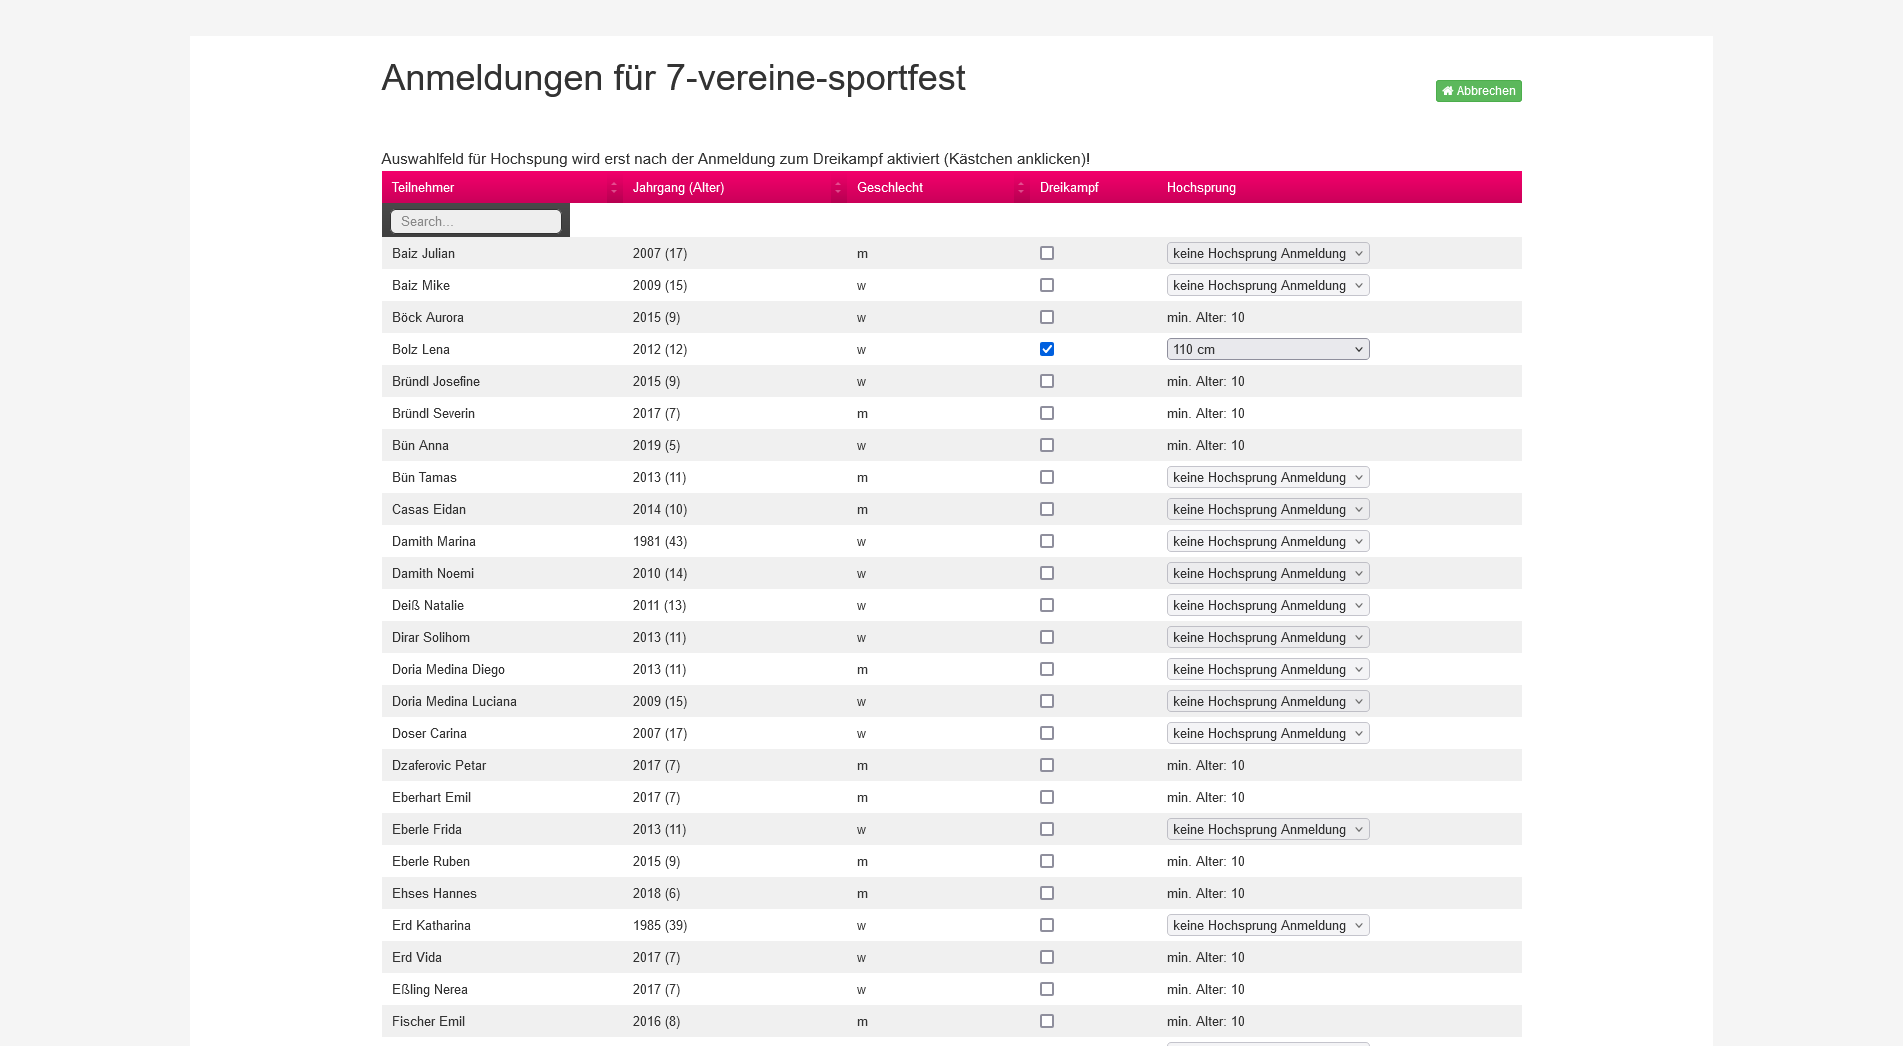 Anmeldungen für 7-vereine-sportfest
Abbrechen
Auswahlfeld für Hochspung wird erst nach der Anmeldung zum Dreikampf aktiviert (Kästchen anklicken)!
Teilnehmer Jahrgang (Alter) Geschlecht Dreikampf Hochsprung
Search...
Baiz Julian 2007 (17) m keine Hochsprung Anmeldung
Baiz Mike 2009 (15) w keine Hochsprung Anmeldung
Böck Aurora 2015 (9) w min. Alter: 10
Bolz Lena 2012 (12) w 110 cm
Bründl Josefine 2015 (9) w min. Alter: 10
Bründl Severin 2017 (7) m min. Alter: 10
Bün Anna 2019 (5) w min. Alter: 10
Bün Tamas 2013 (11) m keine Hochsprung Anmeldung
Casas Eidan 2014 (10) m keine Hochsprung Anmeldung
Damith Marina 1981 (43) w keine Hochsprung Anmeldung
Damith Noemi 2010 (14) w keine Hochsprung Anmeldung
Deiß Natalie 2011 (13) w keine Hochsprung Anmeldung
Dirar Solihom 2013 (11) w keine Hochsprung Anmeldung
Doria Medina Diego 2013 (11) m keine Hochsprung Anmeldung
Doria Medina Luciana 2009 (15) w keine Hochsprung Anmeldung
Doser Carina 2007 (17) w keine Hochsprung Anmeldung
Dzaferovic Petar 2017 (7) m min. Alter: 10
Eberhart Emil 2017 (7) m min. Alter: 10
Eberle Frida 2013 (11) w keine Hochsprung Anmeldung
Eberle Ruben 2015 (9) m min. Alter: 10
Ehses Hannes 2018 (6) m min. Alter: 10
Erd Katharina 1985 (39) w keine Hochsprung Anmeldung
Erd Vida 2017 (7) w min. Alter: 10
Eßling Nerea 2017 (7) w min. Alter: 10
Fischer Emil 2016 (8) m min. Alter: 10